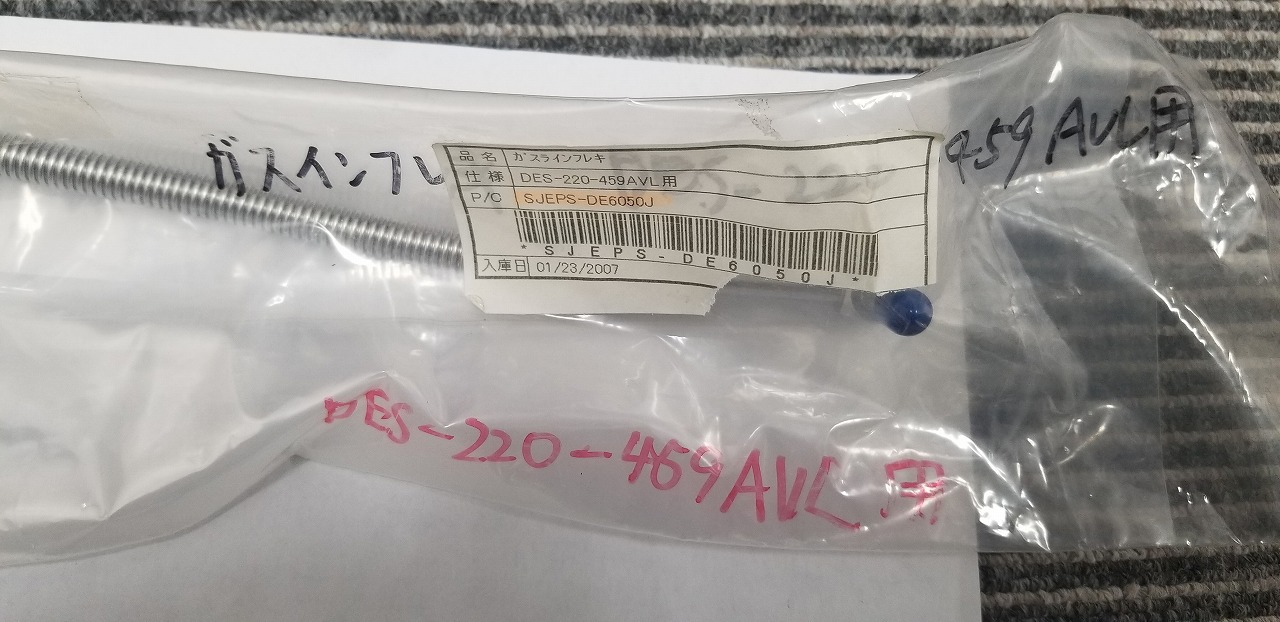 ガスインフレ
459AVL用
品名 ガスラインフレキ
仕様 DES-220-459AVL用
P/C SJEPS-DE6050J
*SJEPS-DE6050J*
入庫日 01/23/2007
DES-220-459AVL用